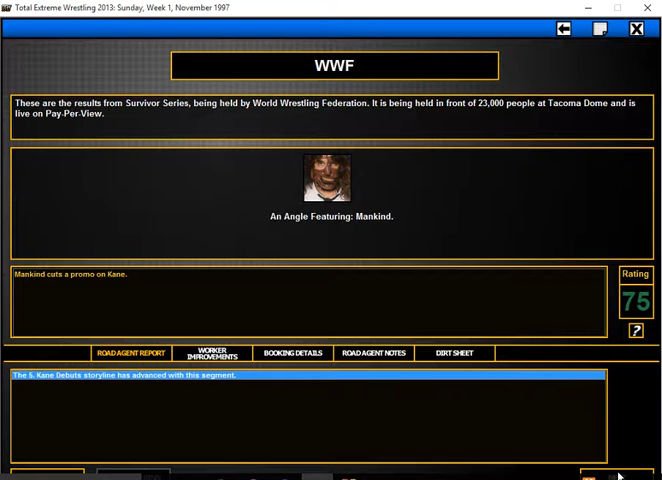 Total Extreme Wrestling 2013: Sunday, Week 1, November 1997
WWF
These are the results from Survivor Series, being held by World Wrestling Federation. It is being held in front of 23,000 people at Tacoma Dome and is
live on Pay-Per-View.
An Angle Featuring: Mankind.
Mankind cuts a promo on Kane.
Rating
75
?
ROAD AGENT REPORT
WORKER
IMPROVEMENTS
BOOKING DETAILS
ROAD AGENT NOTES
DIRT SHEET
The 5. Kane Debuts storyline has advanced with this segment.